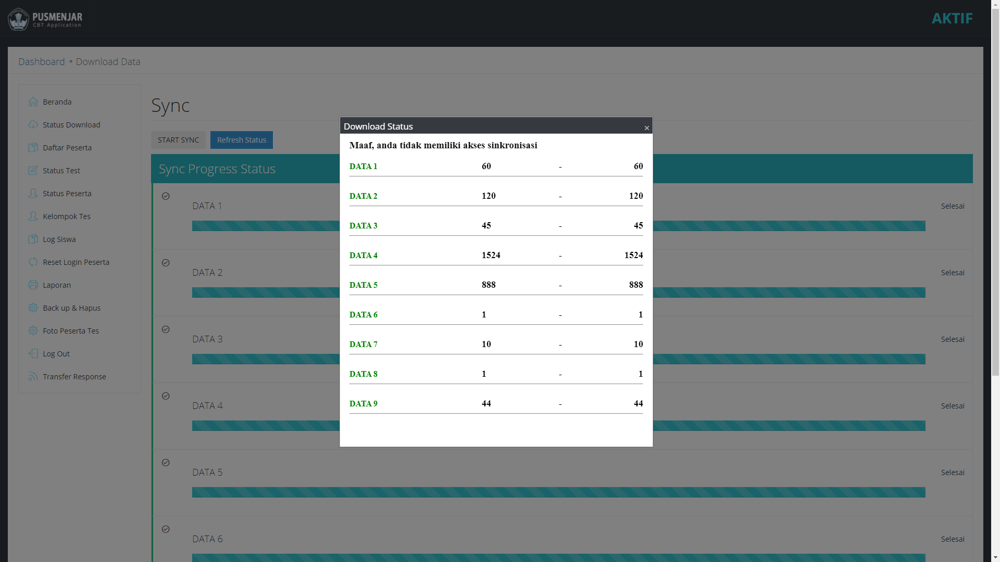 PUSMENJAR
CBT Application
AKTIF
Dashboard • Download Data
Beranda
Status Download
Daftar Peserta
Status Test
Status Peserta
Kelompok Tes
Log Siswa
Reset Login Peserta
Laporan
Back up & Hapus
Foto Peserta Tes
Log Out
Transfer Response
Sync
START SYNC Refresh Status
Sync Progress Status
DATA 1 Selesai
DATA 2 Selesai
DATA 3 Selesai
DATA 4 Selesai
DATA 5 Selesai
DATA 6 Selesai
Download Status ×
Maaf, anda tidak memiliki akses sinkronisasi
DATA 1 60 - 60
DATA 2 120 - 120
DATA 3 45 - 45
DATA 4 1524 - 1524
DATA 5 888 - 888
DATA 6 1 - 1
DATA 7 10 - 10
DATA 8 1 - 1
DATA 9 44 - 44